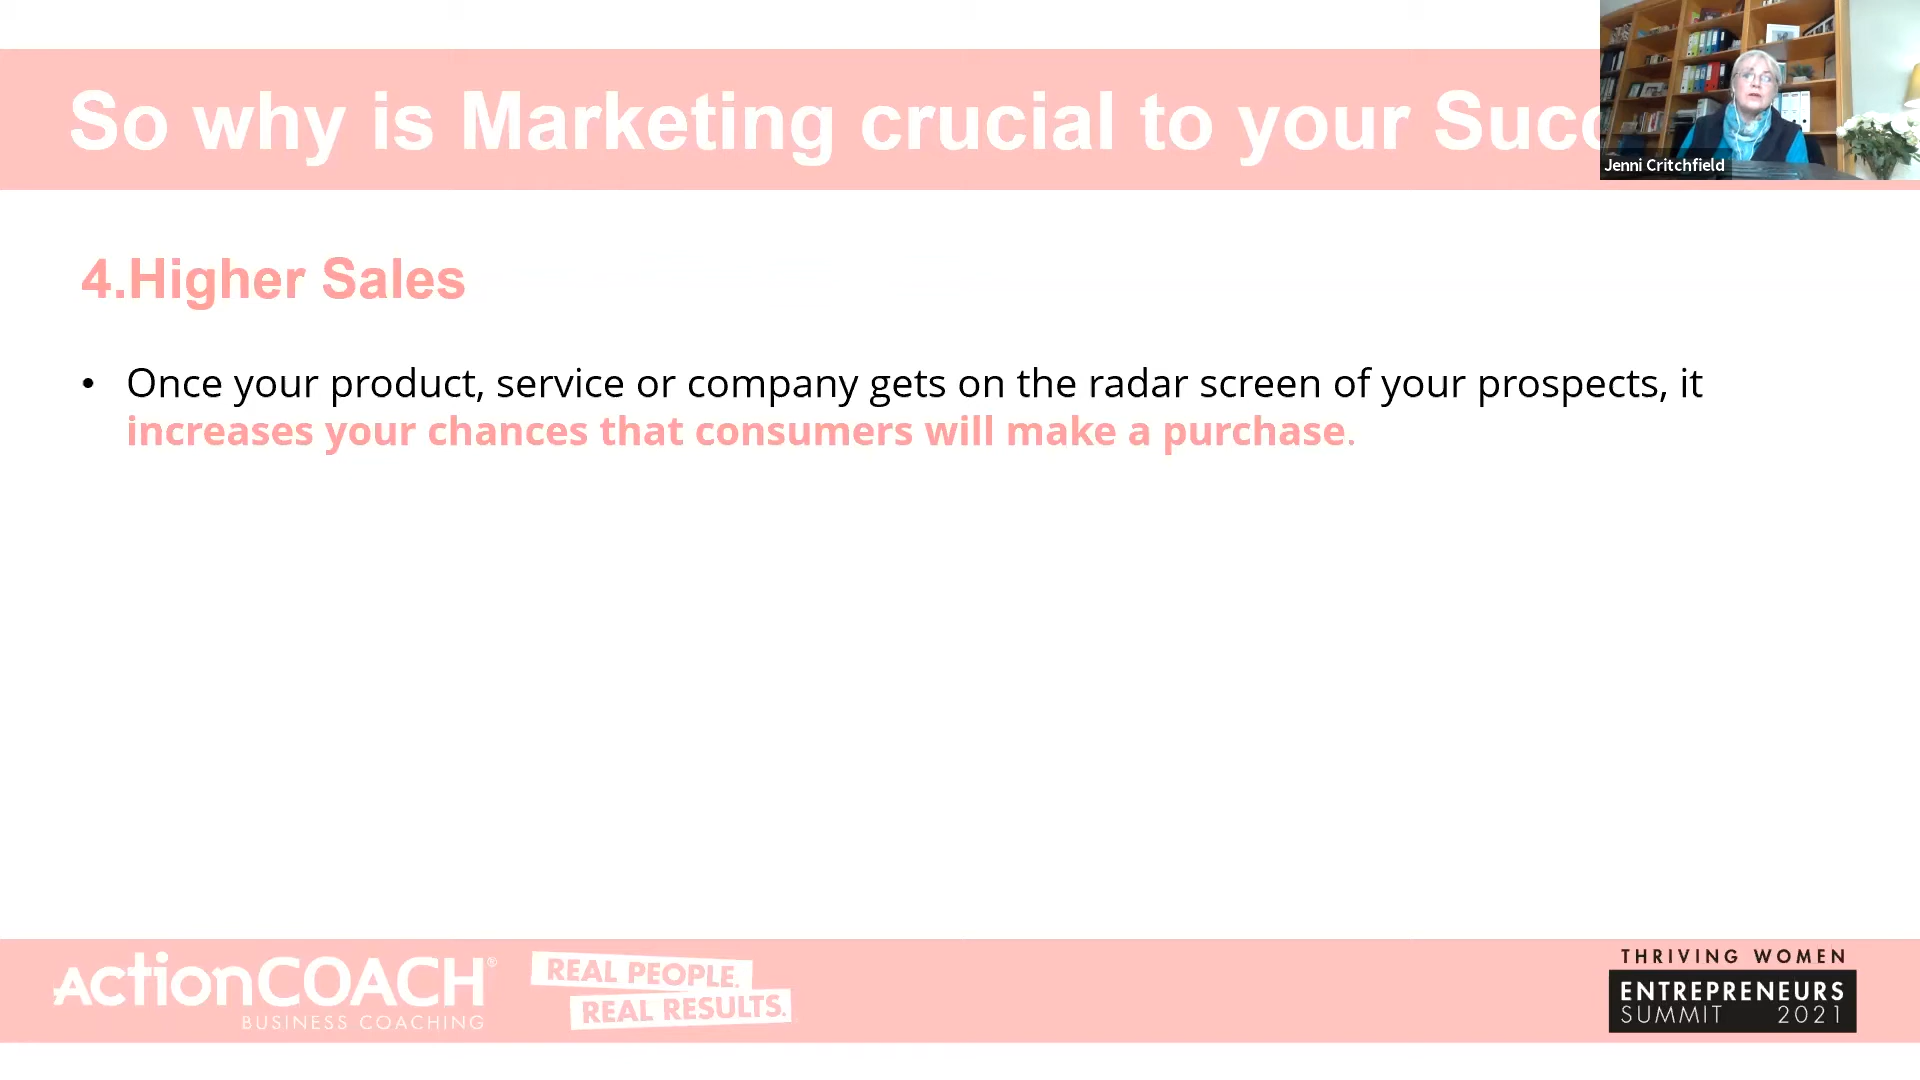 So why is Marketing crucial to your Succ
Jenni Critchfield
4.Higher Sales
• Once your product, service or company gets on the radar screen of your prospects, it
increases your chances that consumers will make a purchase.
ActionCOACH®
BUSINESS COACHING
REAL PEOPLE.
REAL RESULTS.
THRIVING WOMEN
ENTREPRENEURS
SUMMIT 2021